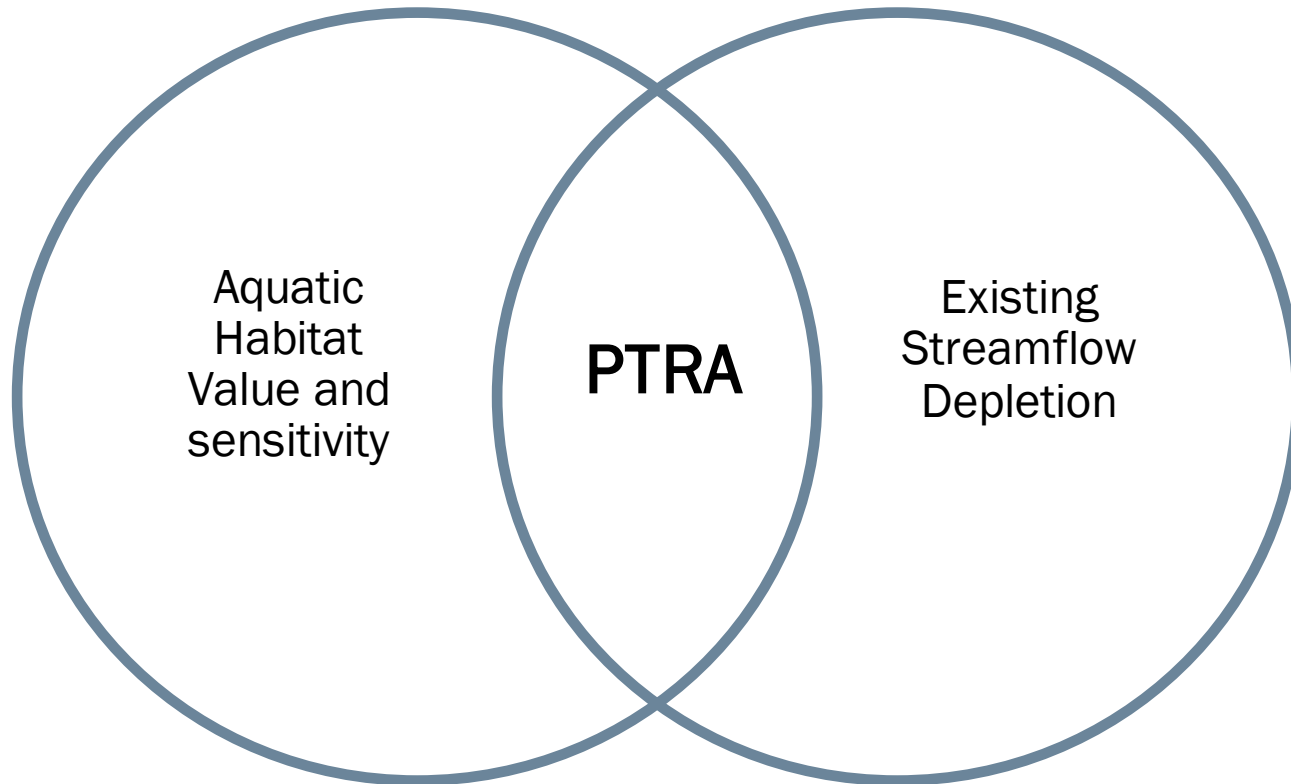 Aquatic
Habitat
Value and
sensitivity
PTRA
Existing
Streamflow
Depletion